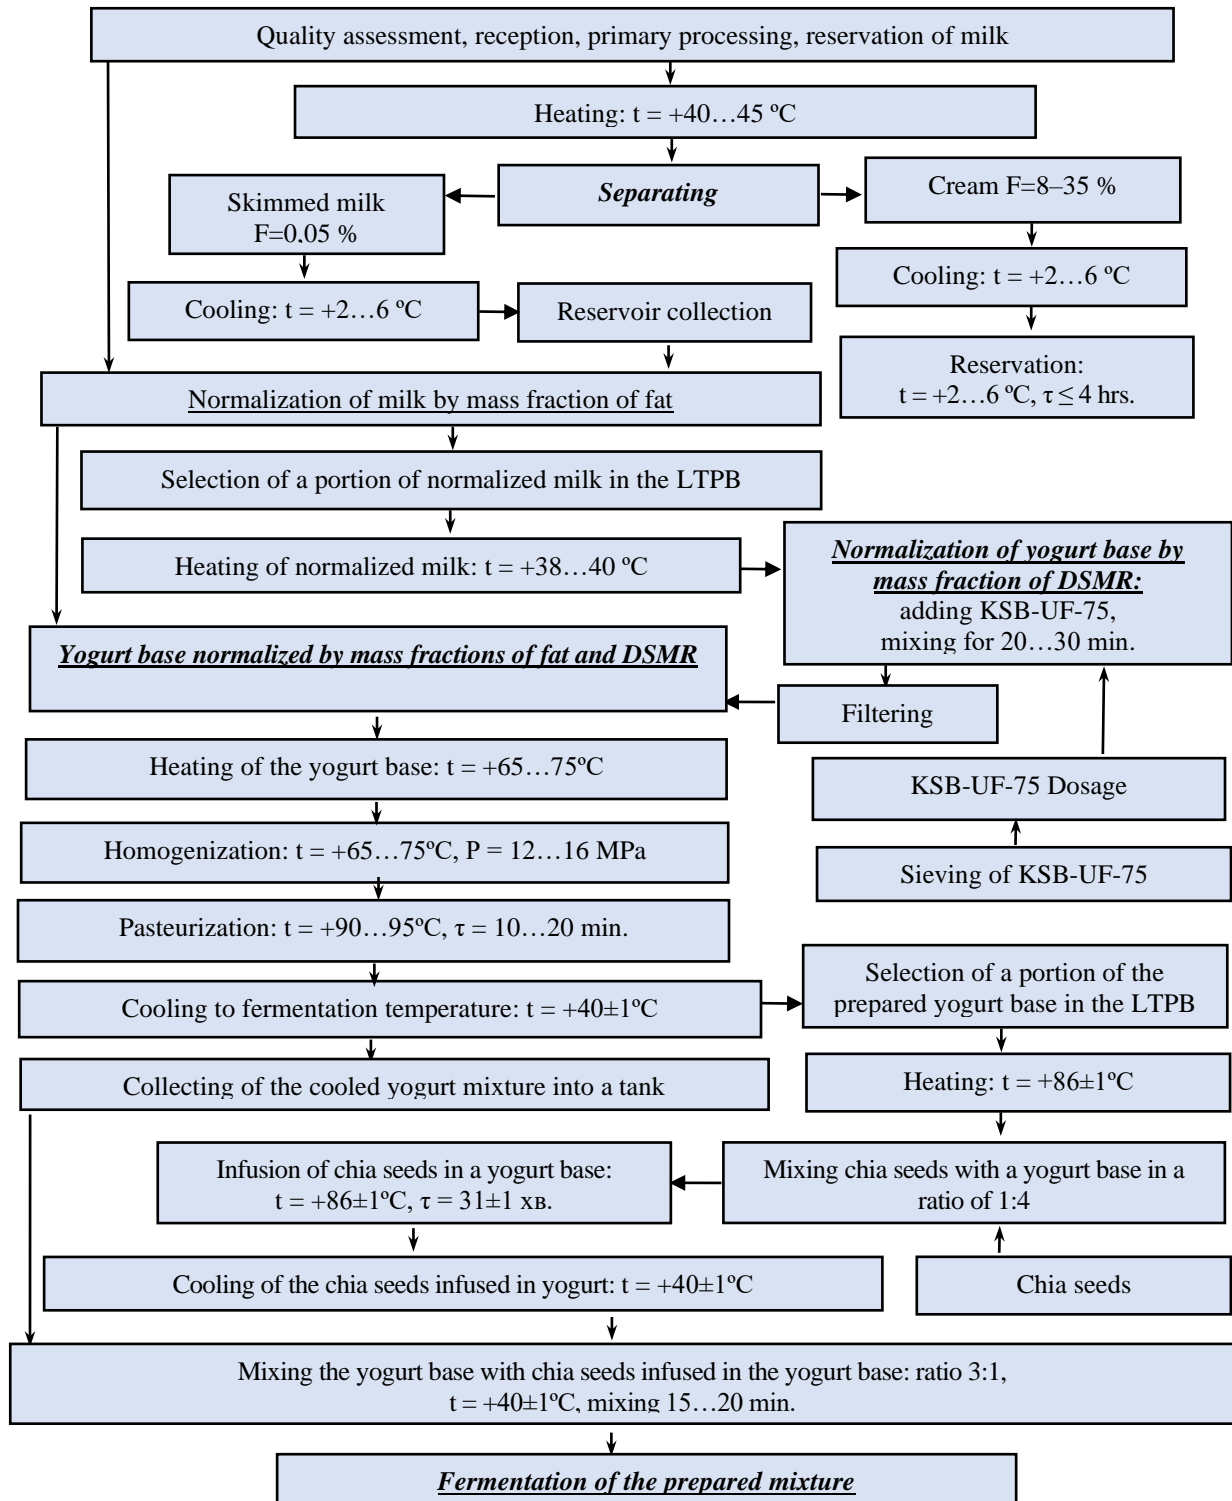 Quality assessment, reception, primary processing, reservation of milk
Heating: t = +40…45 ºC
Separating
Skimmed milk
F=0,05 %
Cream F=8–35 %
Cooling: t = +2…6 ºC
Reservoir collection
Cooling: t = +2…6 ºC
Reservation:
t = +2…6 ºC, τ ≤ 4 hrs.
Normalization of milk by mass fraction of fat
Selection of a portion of normalized milk in the LTPB
Heating of normalized milk: t = +38…40 ºC
Normalization of yogurt base by
mass fraction of DSMR:
adding KSB-UF-75,
mixing for 20…30 min.
Yogurt base normalized by mass fractions of fat and DSMR
Filtering
Heating of the yogurt base: t = +65…75ºC
KSB-UF-75 Dosage
Homogenization: t = +65…75ºC, P = 12…16 MPa
Sieving of KSB-UF-75
Pasteurization: t = +90…95ºC, τ = 10…20 min.
Selection of a portion of the
prepared yogurt base in the LTPB
Cooling to fermentation temperature: t = +40±1ºC
Collecting of the cooled yogurt mixture into a tank
Heating: t = +86±1ºC
Infusion of chia seeds in a yogurt base:
t = +86±1ºC, τ = 31±1 хв.
Mixing chia seeds with a yogurt base in a
ratio of 1:4
Cooling of the chia seeds infused in yogurt: t = +40±1ºC
Chia seeds
Mixing the yogurt base with chia seeds infused in the yogurt base: ratio 3:1,
t = +40±1ºC, mixing 15…20 min.
Fermentation of the prepared mixture